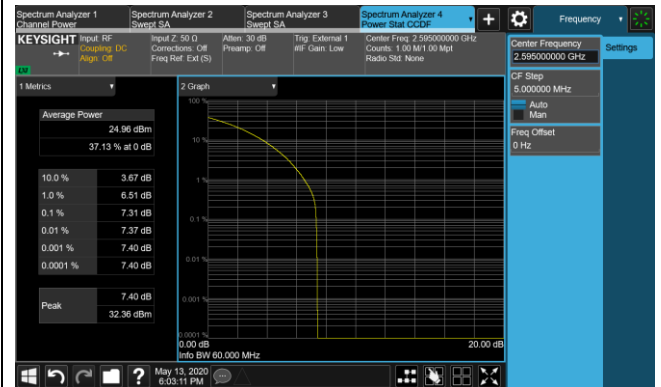 Spectrum Analyzer 1
Channel Power
Spectrum Analyzer 2
Swept SA
Spectrum Analyzer 3
Swept SA
Spectrum Analyzer 4
Power Stat CCDF
Frequency
KEYSIGHT
Input: RF
Coupling: DC
Align: Off
Input Z: 50 Ω
Corrections: Off
Freq Ref: Ext (S)
Atten: 30 dB
Preamp: Off
Trig: External 1
#IF Gain: Low
Center Freq: 2.595000000 GHz
Counts: 1.00 M/1.00 Mpt
Radio Std: None
Center Frequency
2.595000000 GHz
Settings
CF Step
5.000000 MHz
Auto
Man
Freq Offset
0 Hz
1 Metrics
Average Power
24.96 dBm
37.13 % at 0 dB
10.0 % 3.67 dB
1.0 % 6.51 dB
0.1 % 7.31 dB
0.01 % 7.37 dB
0.001 % 7.40 dB
0.0001 % 7.40 dB
Peak
7.40 dB
32.36 dBm
2 Graph
100 %
10 %
1 %
0.1 %
0.01 %
0.001 %
0.0001 %
0.00 dB
20.00 dB
Info BW 60.000 MHz
?
May 13, 2020
6:03:11 PM